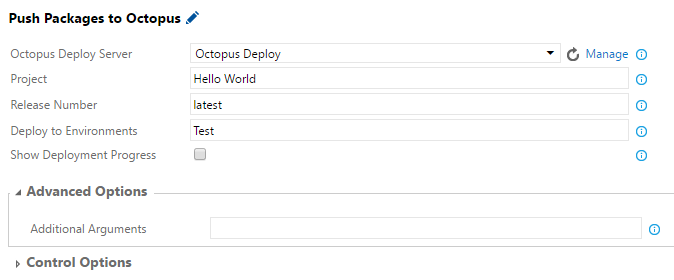 Push Packages to Octopus
Octopus Deploy Server Octopus Deploy Manage
Project Hello World
Release Number latest
Deploy to Environments Test
Show Deployment Progress
Advanced Options
Additional Arguments
Control Options